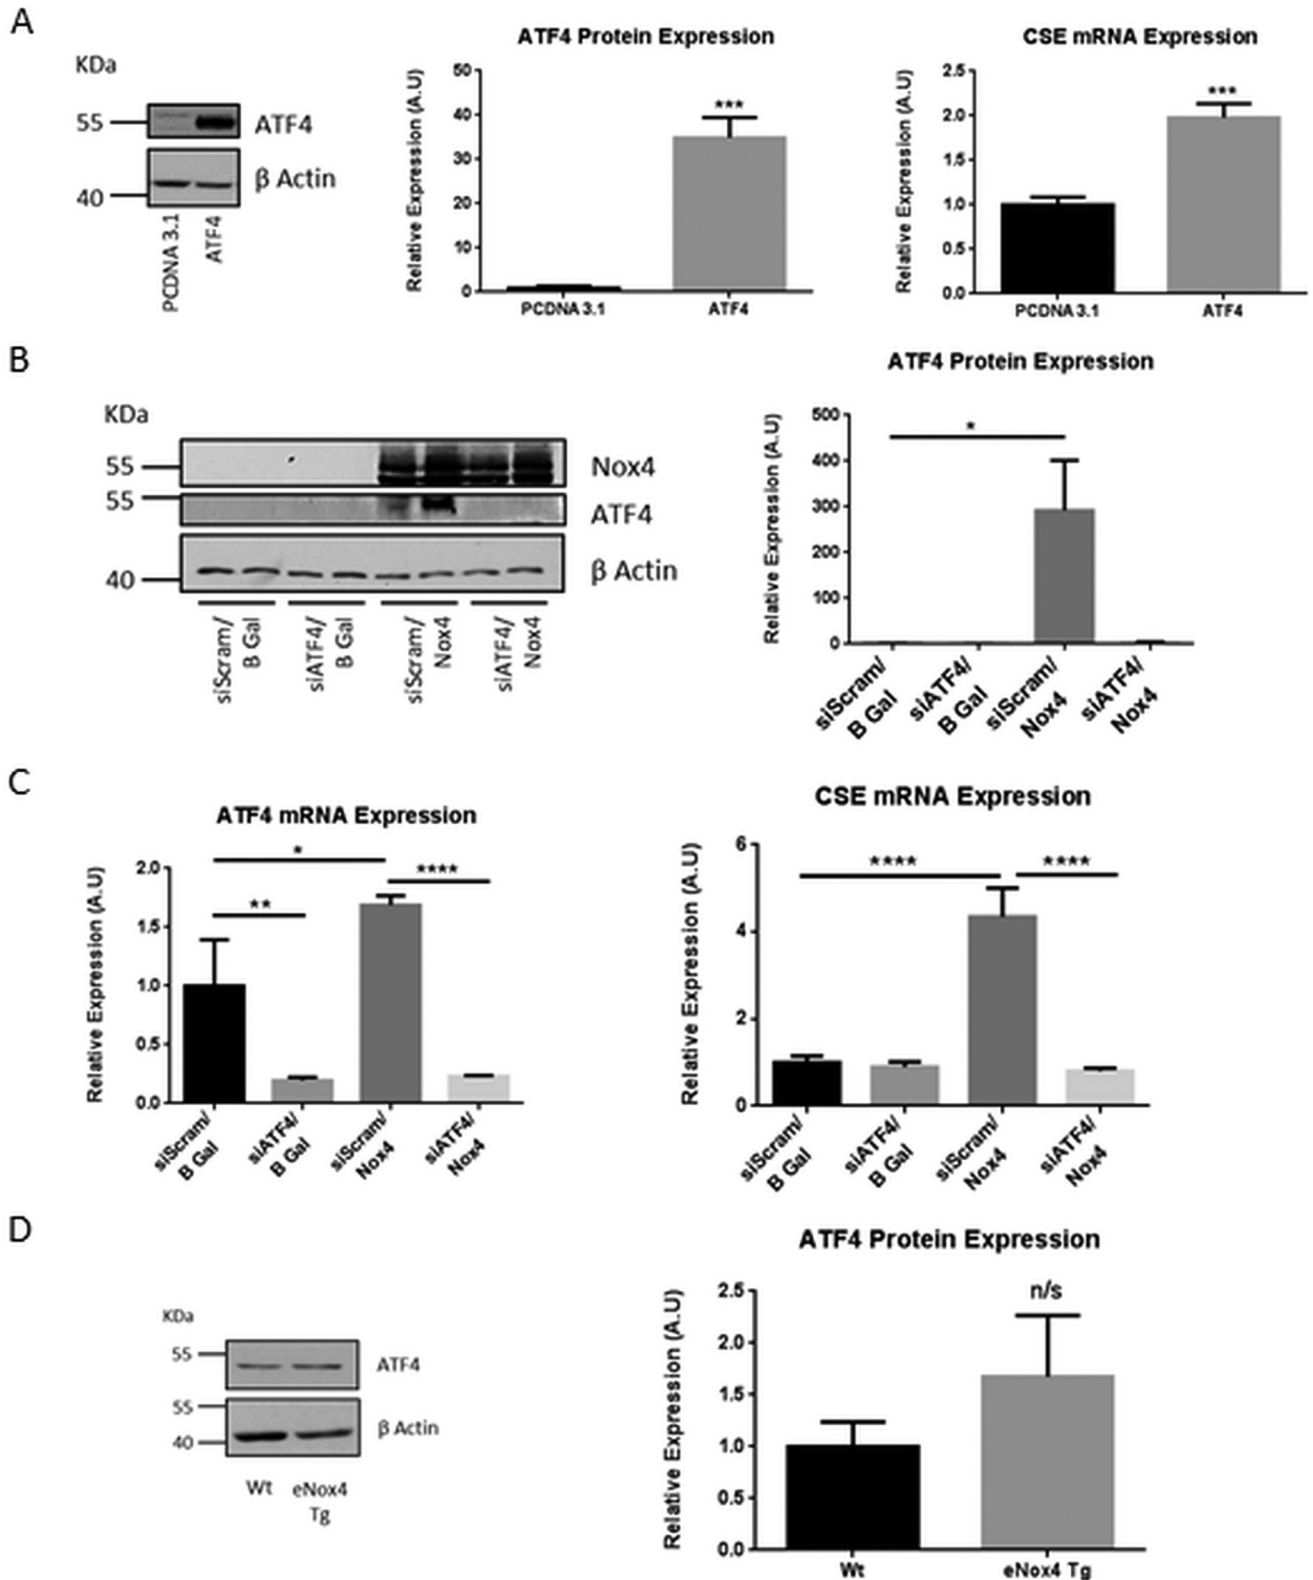 A
KDa
55
ATF4
β Actin
40
PCDNA 3.1
ATF4
ATF4 Protein Expression
Relative Expression (A.U)
50
40
30
20
10
0
***
PCDNA 3.1
ATF4
CSE mRNA Expression
Relative Expression (A.U)
2.5
2.0
1.5
1.0
0.5
0.0
***
PCDNA 3.1
ATF4
B
KDa
55
Nox4
55
ATF4
40
β Actin
siScram/
B Gal
siATF4/
B Gal
siScram/
Nox4
siATF4/
Nox4
ATF4 Protein Expression
Relative Expression (A.U)
500
400
300
200
100
0
*
siScram/
B Gal
siATF4/
B Gal
siScram/
Nox4
siATF4/
Nox4
C
ATF4 mRNA Expression
Relative Expression (A.U)
2.0
1.5
1.0
0.5
0.0
*
**
****
siScram/
B Gal
siATF4/
B Gal
siScram/
Nox4
siATF4/
Nox4
CSE mRNA Expression
Relative Expression (A.U)
6
4
2
0
****
****
siScram/
B Gal
siATF4/
B Gal
siScram/
Nox4
siATF4/
Nox4
D
KDa
55
ATF4
55
β Actin
40
Wt
eNox4
Tg
ATF4 Protein Expression
Relative Expression (A.U)
2.5
2.0
1.5
1.0
0.5
0.0
n/s
Wt
eNox4 Tg